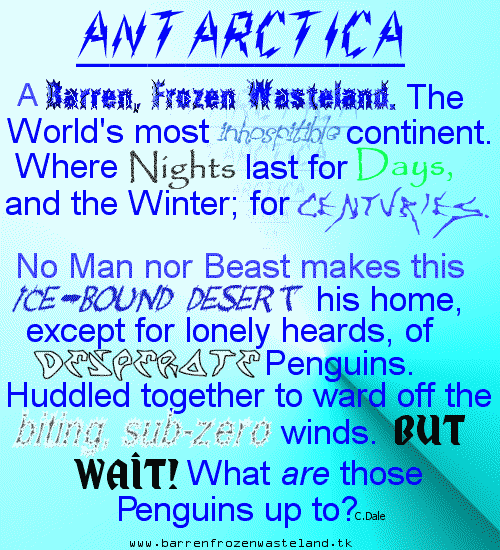 ANTARCTICA
A Barren, Frozen Wasteland. The
World's most inhospitible continent.
Where Nights last for Days,
and the Winter; for CENTURIES.
No Man nor Beast makes this
ICE-BOUND DESERT his home,
except for lonely heards, of
DESPERATE Penguins.
Huddled together to ward off the
biting, sub-zero winds. BUT
WAIT! What are those
Penguins up to? C.Dale
www.barrenfrozenwasteland.tk